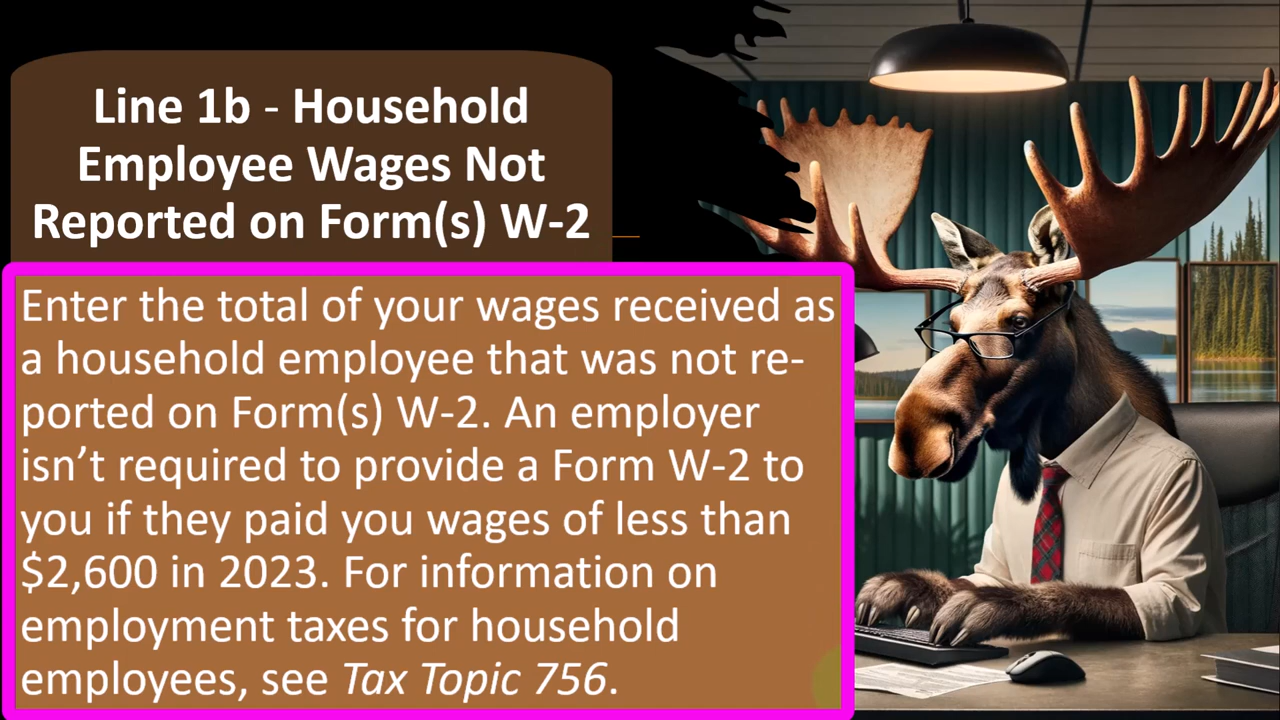 Line 1b - Household
Employee Wages Not
Reported on Form(s) W-2
Enter the total of your wages received as
a household employee that was not re-
ported on Form(s) W-2. An employer
isn’t required to provide a Form W-2 to
you if they paid you wages of less than
$2,600 in 2023. For information on
employment taxes for household
employees, see Tax Topic 756.